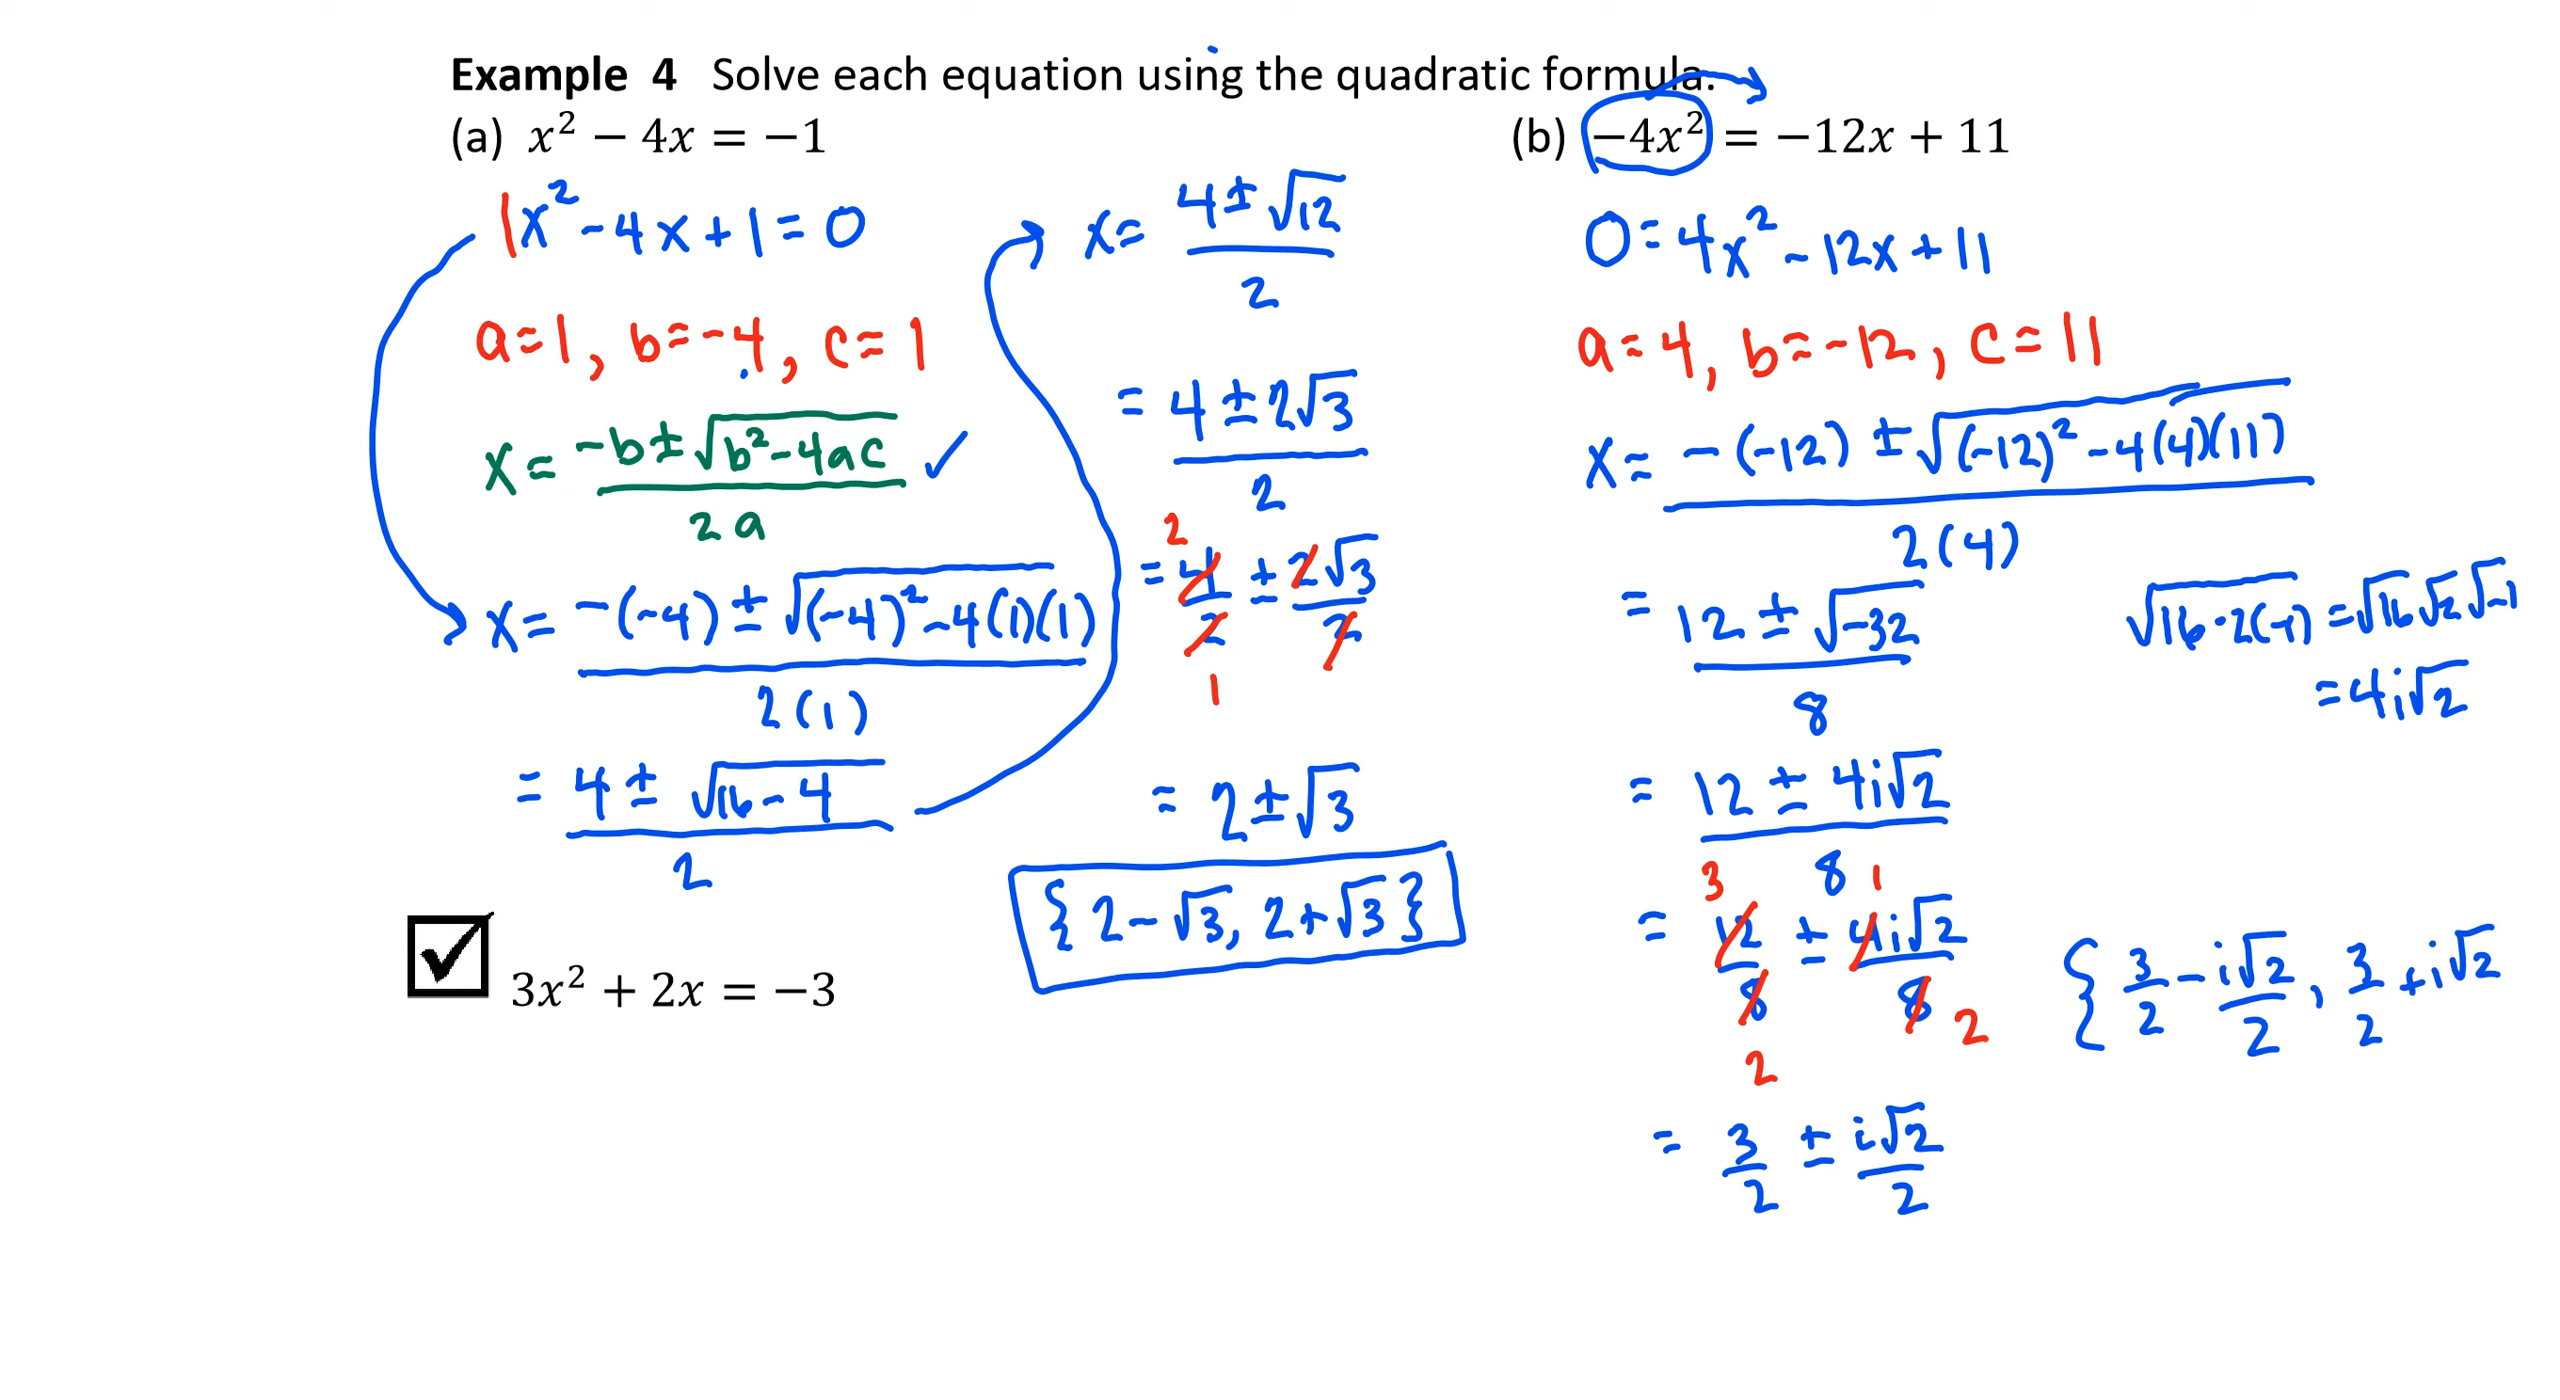 Example 4 Solve each equation using the quadratic formula.
(a) x² − 4x = −1
1x² - 4x + 1 = 0
a = 1, b = -4, c = 1
x = (-b ± √(b² - 4ac)) / 2a ✓
x = (-(-4) ± √((-4)² - 4(1)(1))) / 2(1)
= (4 ± √(16 - 4)) / 2
x = (4 ± √12) / 2
= (4 ± 2√3) / 2
= 4/2 ± 2√3/2
2
1
= 2 ± √3
{2 - √3, 2 + √3}
(b) −4x² = −12x + 11
0 = 4x² - 12x + 11
a = 4, b = -12, c = 11
x = (-(-12) ± √((-12)² - 4(4)(11))) / 2(4)
= (12 ± √-32) / 8
√(16·2(-1)) = √16 √2 √-1
= 4i√2
= (12 ± 4i√2) / 8
= 12/8 ± 4i√2/8
3 1
2 2
= 3/2 ± i√2/2
{3/2 - i√2/2, 3/2 + i√2
3x² + 2x = −3